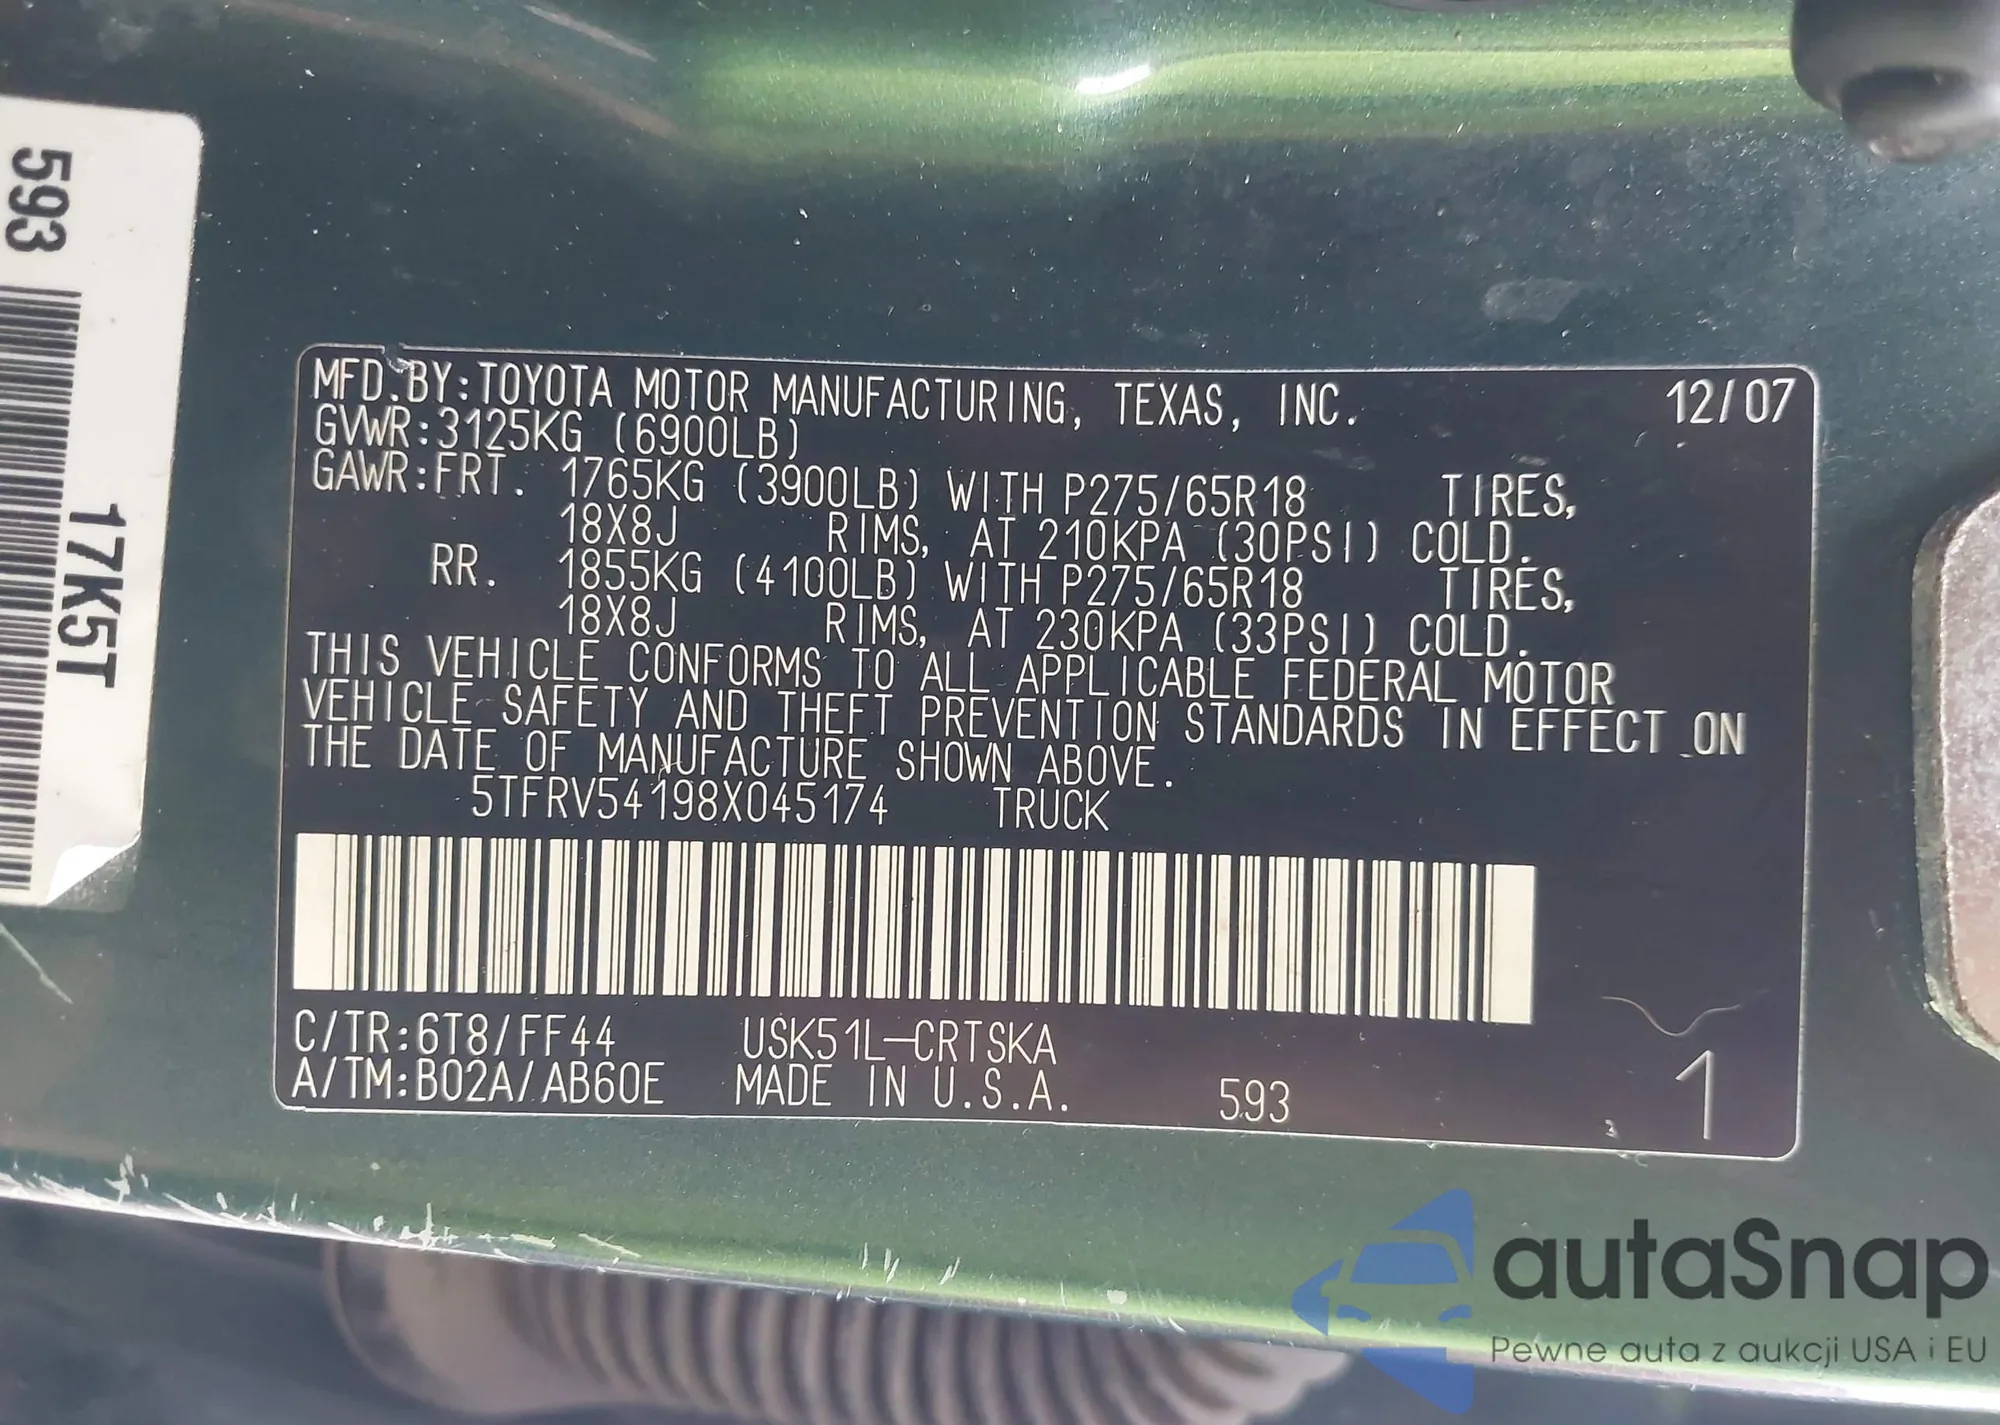 593
17K5T
MFD.BY:TOYOTA MOTOR MANUFACTURING, TEXAS, INC. 12/07
GVWR:3125KG (6900LB)
GAWR:FRT. 1765KG (3900LB) WITH P275/65R18 TIRES,
18X8J RIMS, AT 210KPA (30PSI) COLD.
RR. 1855KG (4100LB) WITH P275/65R18 TIRES,
18X8J RIMS, AT 230KPA (33PSI) COLD.
THIS VEHICLE CONFORMS TO ALL APPLICABLE FEDERAL MOTOR
VEHICLE SAFETY AND THEFT PREVENTION STANDARDS IN EFFECT ON
THE DATE OF MANUFACTURE SHOWN ABOVE.
5TFRV54198X045174 TRUCK
C/TR:6T8/FF44 USK51L-CRTSKA
A/TM:B02A/AB60E MADE IN U.S.A. 593 1
autaSnap
Pewne auta z aukcji USA i EU